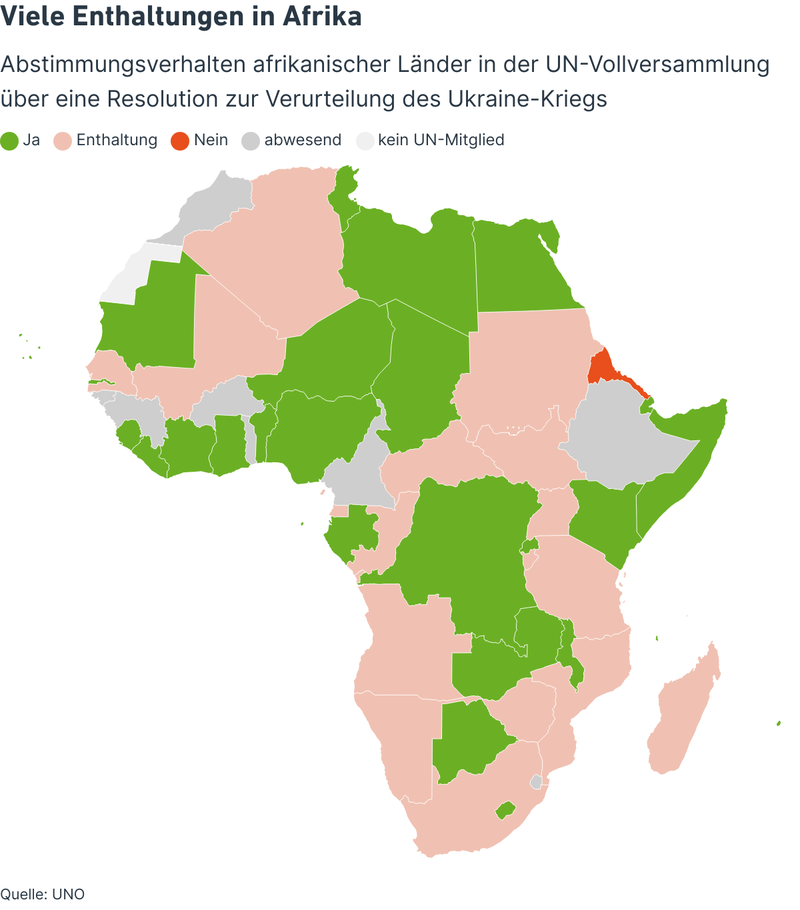 Viele Enthaltungen in Afrika
Abstimmungsverhalten afrikanischer Länder in der UN-Vollversammlung
über eine Resolution zur Verurteilung des Ukraine-Kriegs
Ja Enthaltung Nein abwesend kein UN-Mitglied
Quelle: UNO